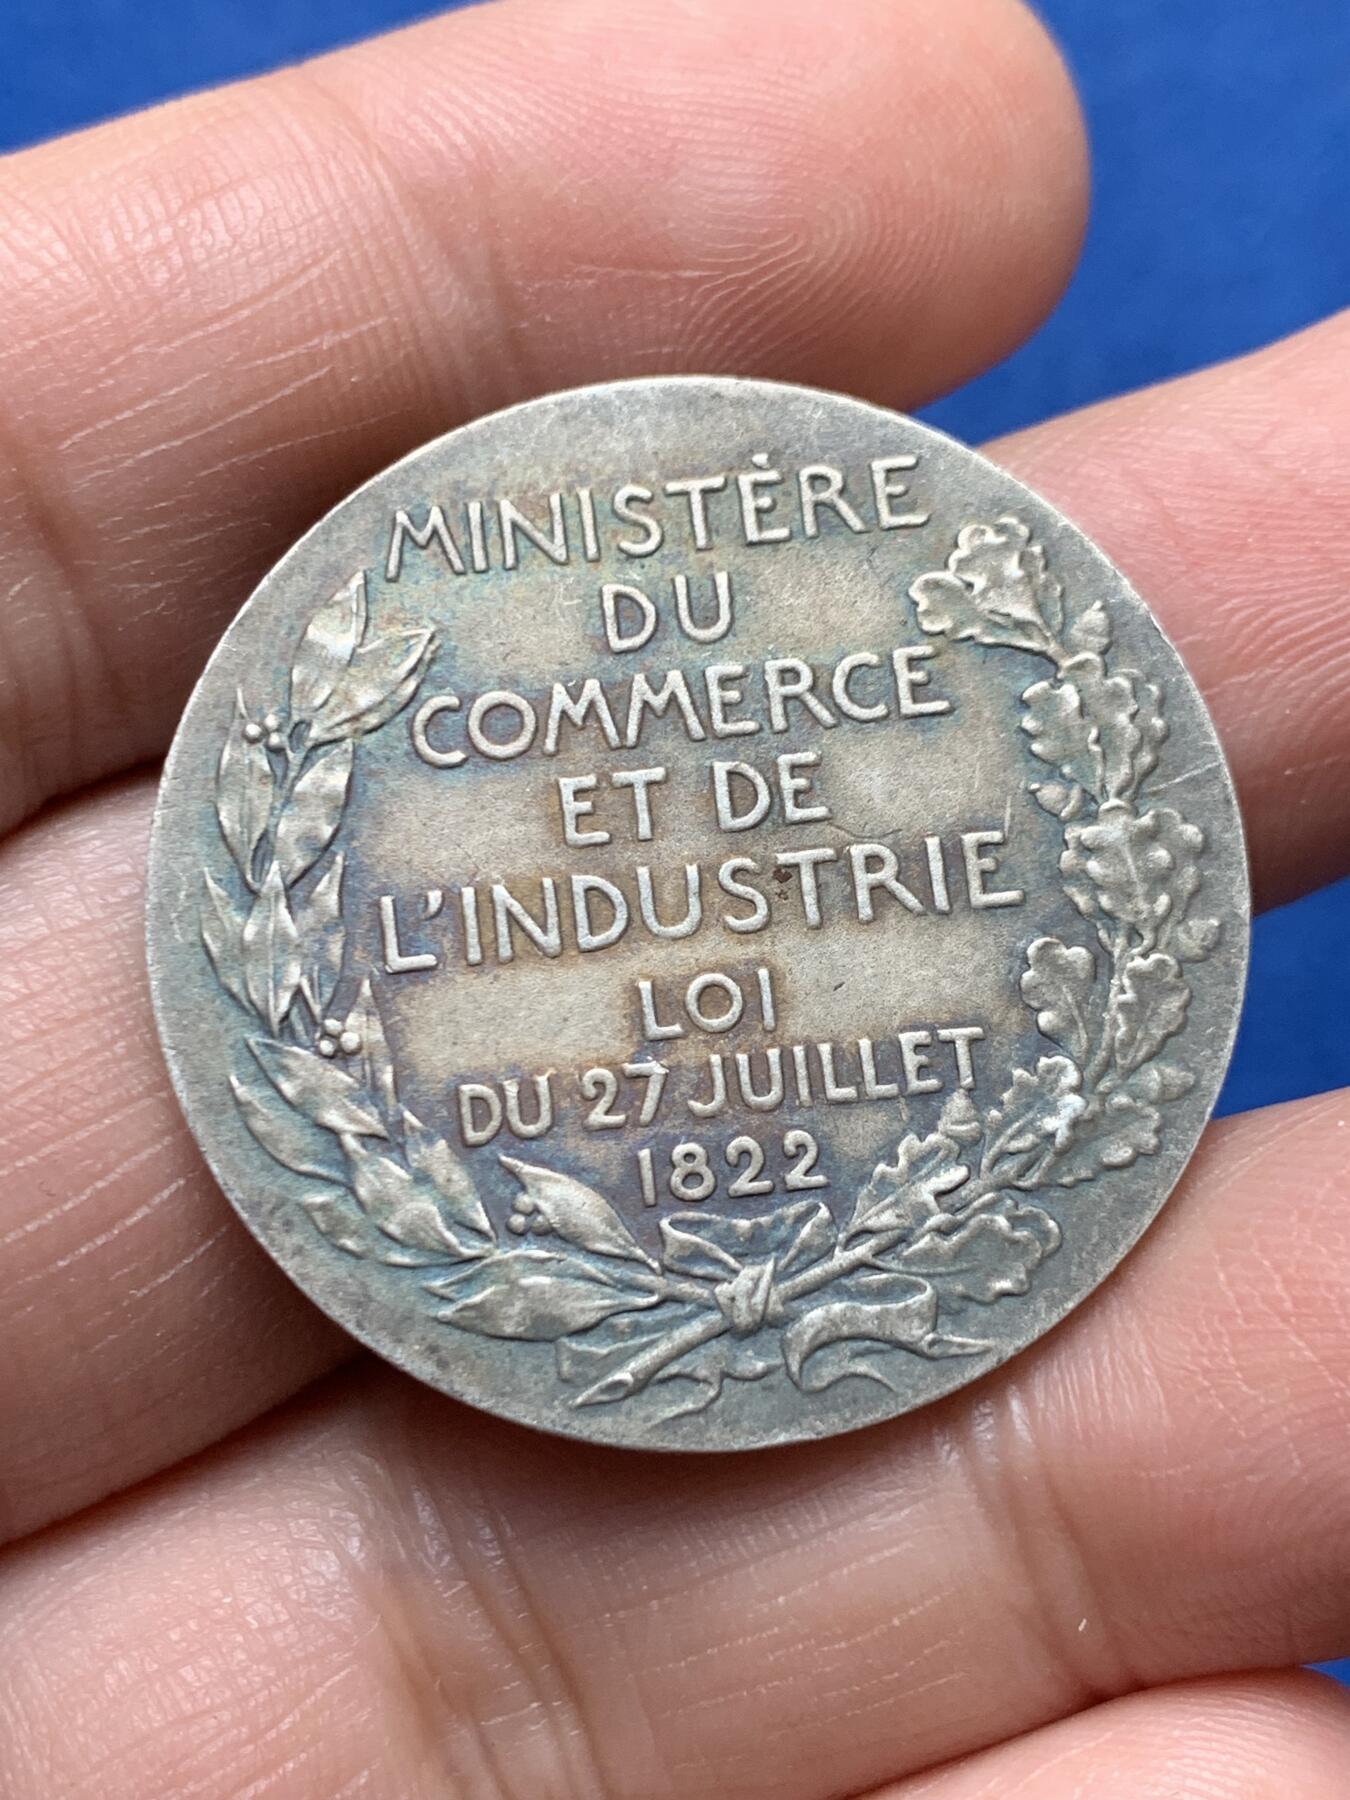 MINISTÈRE
DU
COMMERCE
ET DE
L'INDUSTRIE
LOI
DU 27 JUILLET
1822